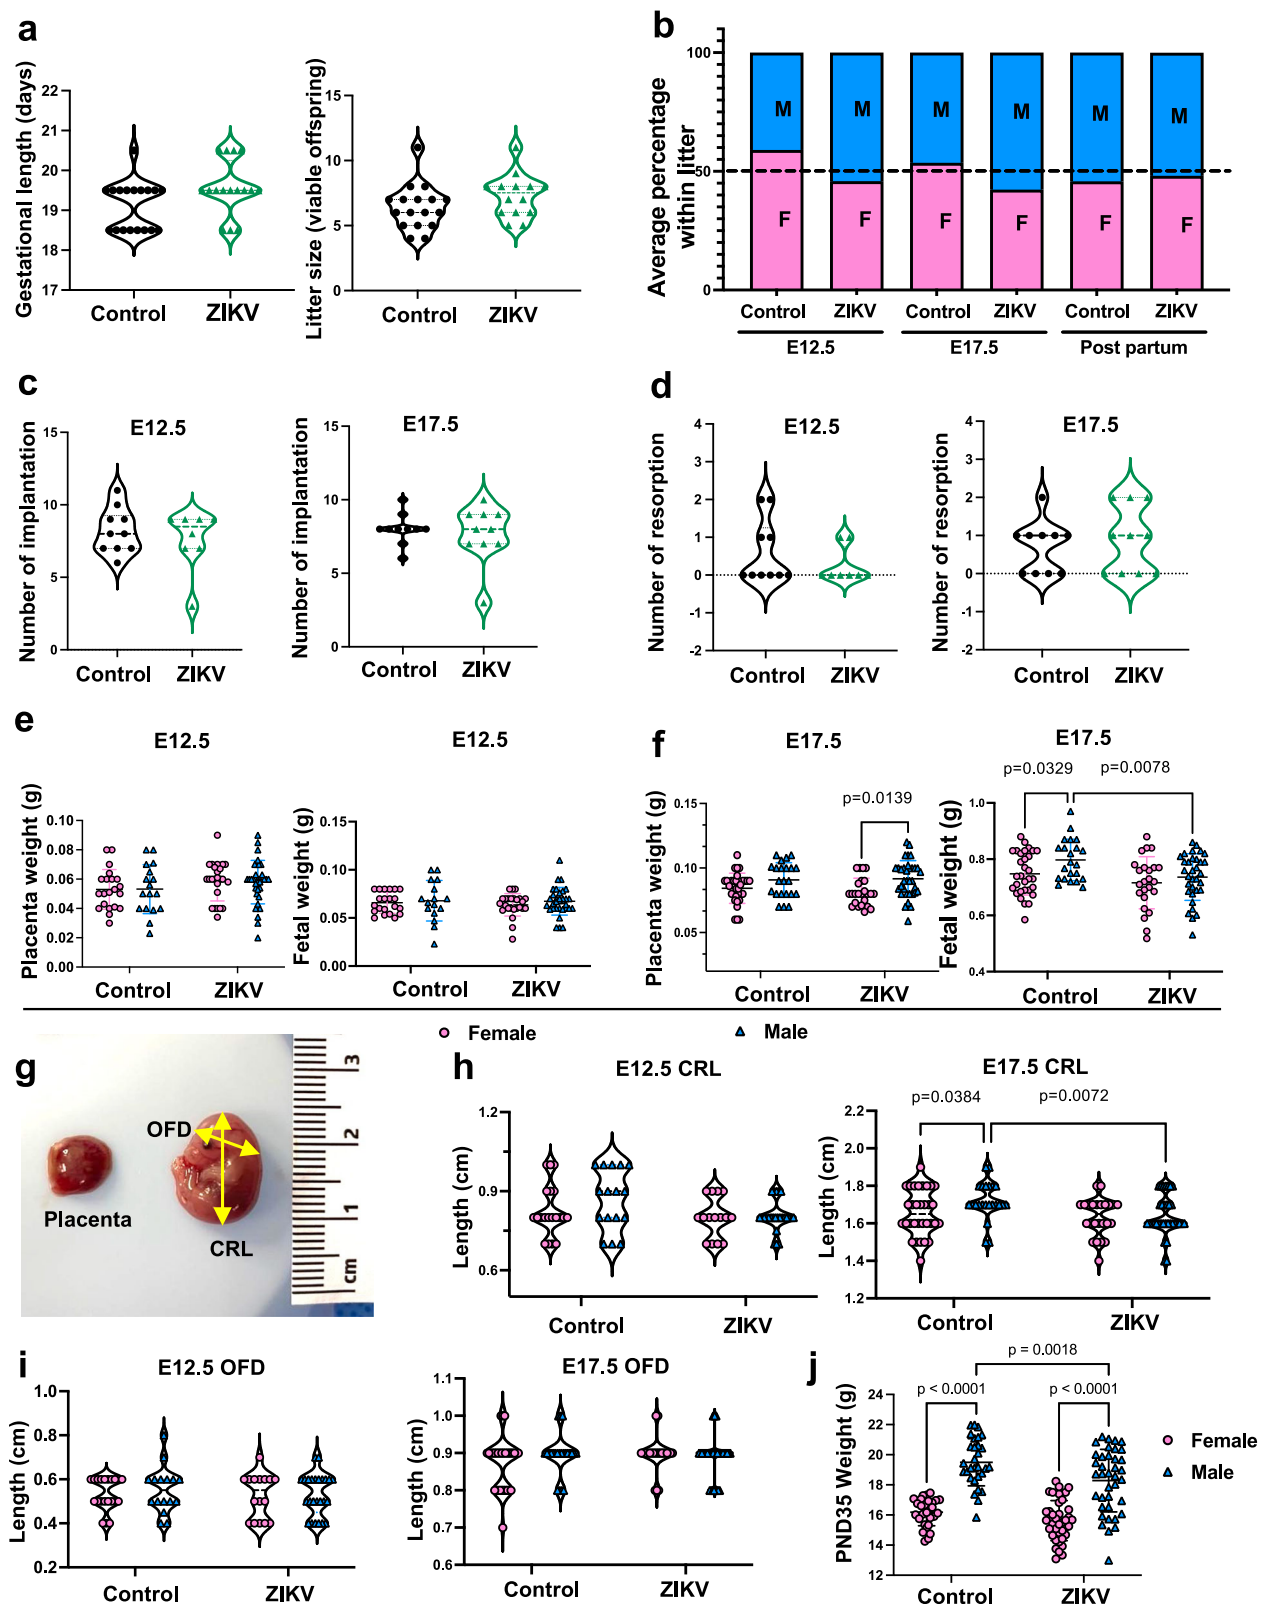 a
Gestational length (days)
22
21
20
19
18
17
Control
ZIKV
Litter size (viable offspring)
15
10
5
0
Control
ZIKV
b
Average percentage
within litter
100
50
0
M
M
M
M
M
M
F
F
F
F
F
F
Control
ZIKV
Control
ZIKV
Control
ZIKV
E12.5
E17.5
Post partum
c
E12.5
Number of implantation
15
10
5
0
Control
ZIKV
E17.5
Number of implantation
15
10
5
0
Control
ZIKV
d
E12.5
Number of resorption
4
3
2
1
0
-1
-2
Control
ZIKV
E17.5
Number of resorption
4
2
1
0
-1
-2
Control
ZIKV
e
E12.5
Placenta weight (g)
0.10
0.08
0.06
0.04
0.02
0.00
Control
ZIKV
E12.5
Fetal weight (g)
0.15
0.10
0.05
0.00
Control
ZIKV
f
E17.5
p=0.0139
Placenta weight (g)
0.15
0.10
0.05
Control
ZIKV
E17.5
p=0.0329
p=0.0078
Fetal weight (g)
1.0
0.8
0.6
0.4
Control
ZIKV
Female
Male
g
OFD
Placenta
CRL
3
2
1
cm
h
E12.5 CRL
Length (cm)
1.2
0.9
0.6
Control
ZIKV
E17.5 CRL
p=0.0384
p=0.0072
Length (cm)
2.2
2.0
1.8
1.6
1.4
1.2
Control
ZIKV
i
E12.5 OFD
Length (cm)
1.0
0.8
0.6
0.4
0.2
Control
ZIKV
E17.5 OFD
Length (cm)
1.1
1.0
0.9
0.8
0.7
0.6
Control
ZIKV
j
p = 0.0018
p < 0.0001
p < 0.0001
PND35 Weight (g)
24
22
20
18
16
14
12
Control
ZIKV
Female
Male